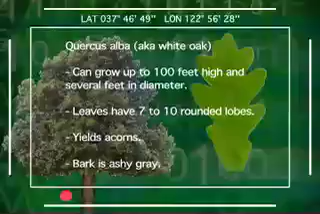 LAT 037° 46' 49" LON 122° 56' 28"
Quercus alba (aka white oak)
- Can grow up to 100 feet high and
several feet in diameter.
- Leaves have 7 to 10 rounded lobes.
- Yields acorns.
- Bark is ashy gray.